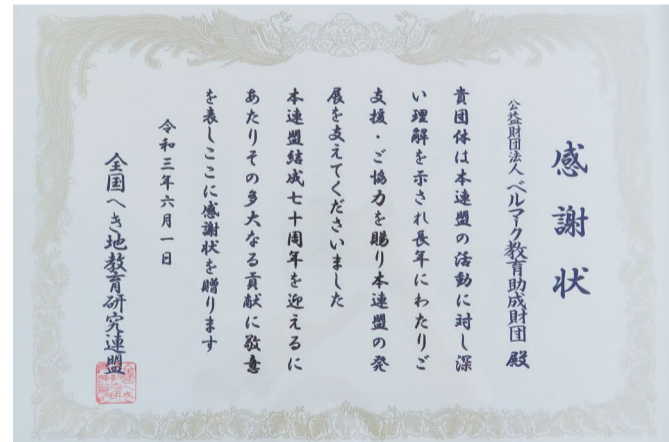 感謝状
公益財団法人 ベルマーク教育助成財団 殿
貴団体は本連盟の活動に対し深
い理解を示され長年にわたりご
支援・ご協力を賜り本連盟の発
展を支えてくださいました
本連盟結成七十周年を迎えるに
あたりその多大なる貢献に敬意
を表しここに感謝状を贈ります
令和三年六月一日
全国へき地教育研究連盟